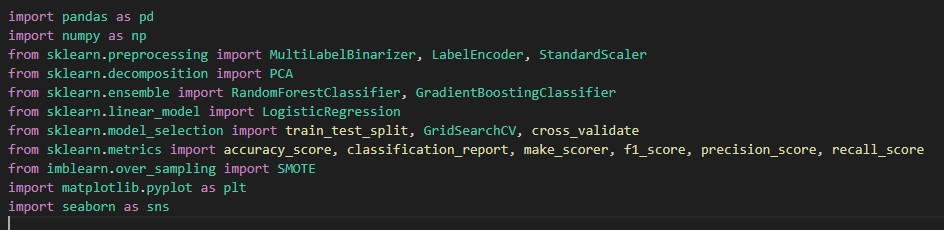 import pandas as pd
import numpy as np
from sklearn.preprocessing import MultiLabelBinarizer, LabelEncoder, StandardScaler
from sklearn.decomposition import PCA
from sklearn.ensemble import RandomForestClassifier, GradientBoostingClassifier
from sklearn.linear_model import LogisticRegression
from sklearn.model_selection import train_test_split, GridSearchCV, cross_validate
from sklearn.metrics import accuracy_score, classification_report, make_scorer, f1_score, precision_score, recall_score
from imblearn.over_sampling import SMOTE
import matplotlib.pyplot as plt
import seaborn as sns